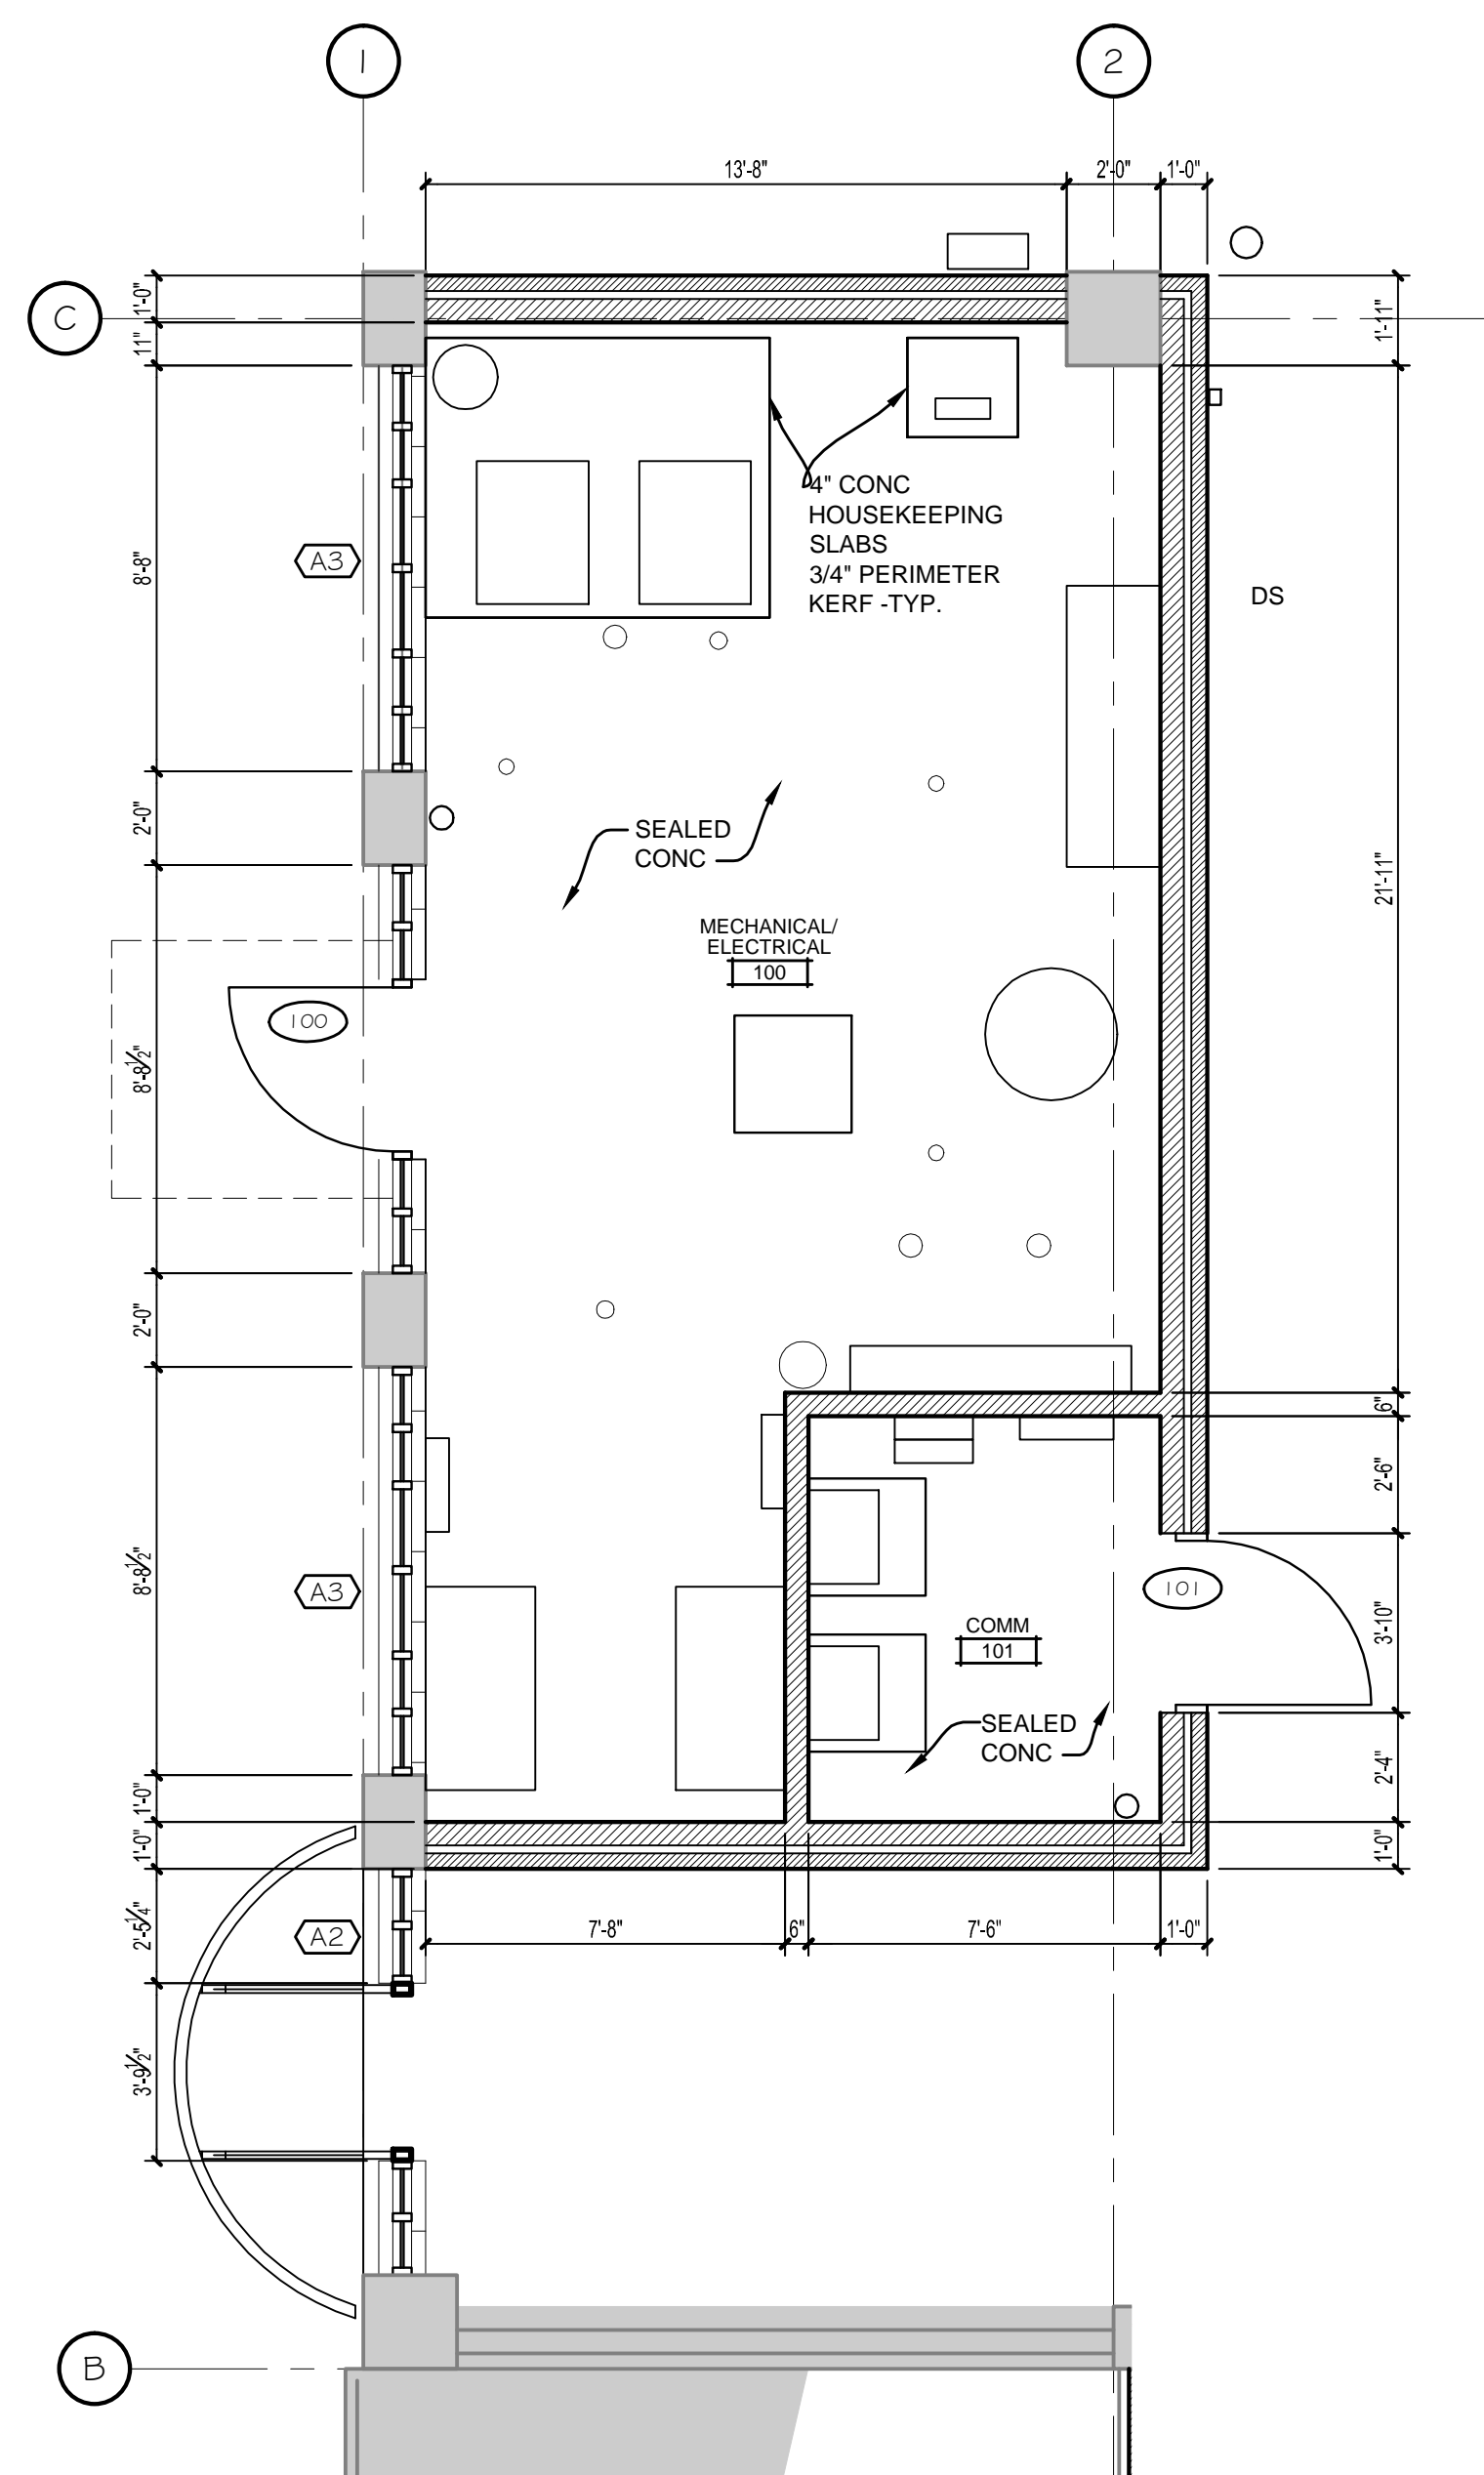 1
2
13'-8"
2'-0"
1'-0"
C
1'-0"
11"
1'-11"
4" CONC
HOUSEKEEPING
SLABS
3/4" PERIMETER
KERF -TYP.
A3
8'-8"
DS
2'-0"
SEALED
CONC
21'-11"
MECHANICAL/
ELECTRICAL
100
100
8'-8½"
2'-0"
6"
2'-6"
8'-8½"
A3
101
COMM
101
3'-10"
SEALED
CONC
2'-4"
1'-0"
1'-0"
1'-0"
2'-5¼"
A2
7'-8"
6"
7'-6"
1'-0"
3'-9½"
B